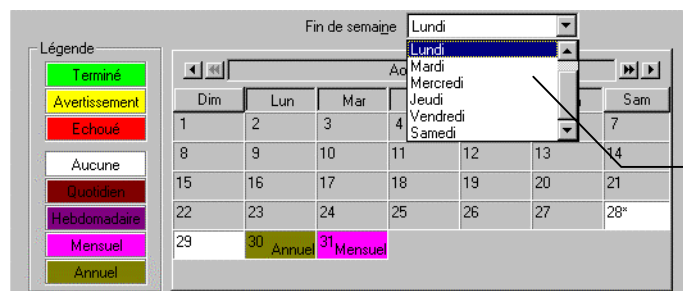 Fin de semaine Lundi
Légende
Lundi
Mardi
Mercredi
Jeudi
Vendredi
Samedi
Terminé
Avertissement
Echoué
Aucune
Quotidien
Hebdomadaire
Mensuel
Annuel
Ao
Dim Lun Mar Sam
1 2 3 4 7
8 9 10 11 12 13 14
15 16 17 18 19 20 21
22 23 24 25 26 27 28*
29 30 Annuel 31 Mensuel